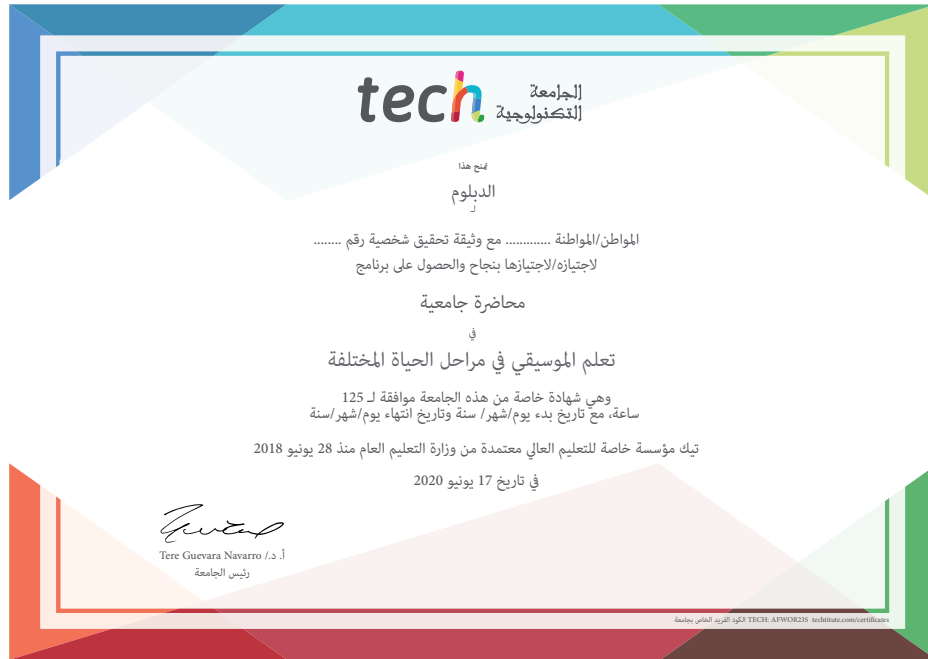 tech الجامعة
التكنولوجية
تمنح هذا
الدبلوم
لـ
المواطن/المواطنة ............. مع وثيقة تحقيق شخصية رقم ........
لاجتيازه/لاجتيازها بنجاح والحصول على برنامج
محاضرة جامعية
في
تعلم الموسيقي في مراحل الحياة المختلفة
وهي شهادة خاصة من هذه الجامعة موافقة لـ 125
ساعة، مع تاريخ بدء يوم/شهر/ سنة وتاريخ انتهاء يوم/شهر/سنة
تيك مؤسسة خاصة للتعليم العالي معتمدة من وزارة التعليم العام منذ 28 يونيو 2018
في تاريخ 17 يونيو 2020
أ. د./ Tere Guevara Navarro
رئيس الجامعة
الكود الفريد الخاص بجامعة TECH: AFWOR23S techtitute.com/certificates